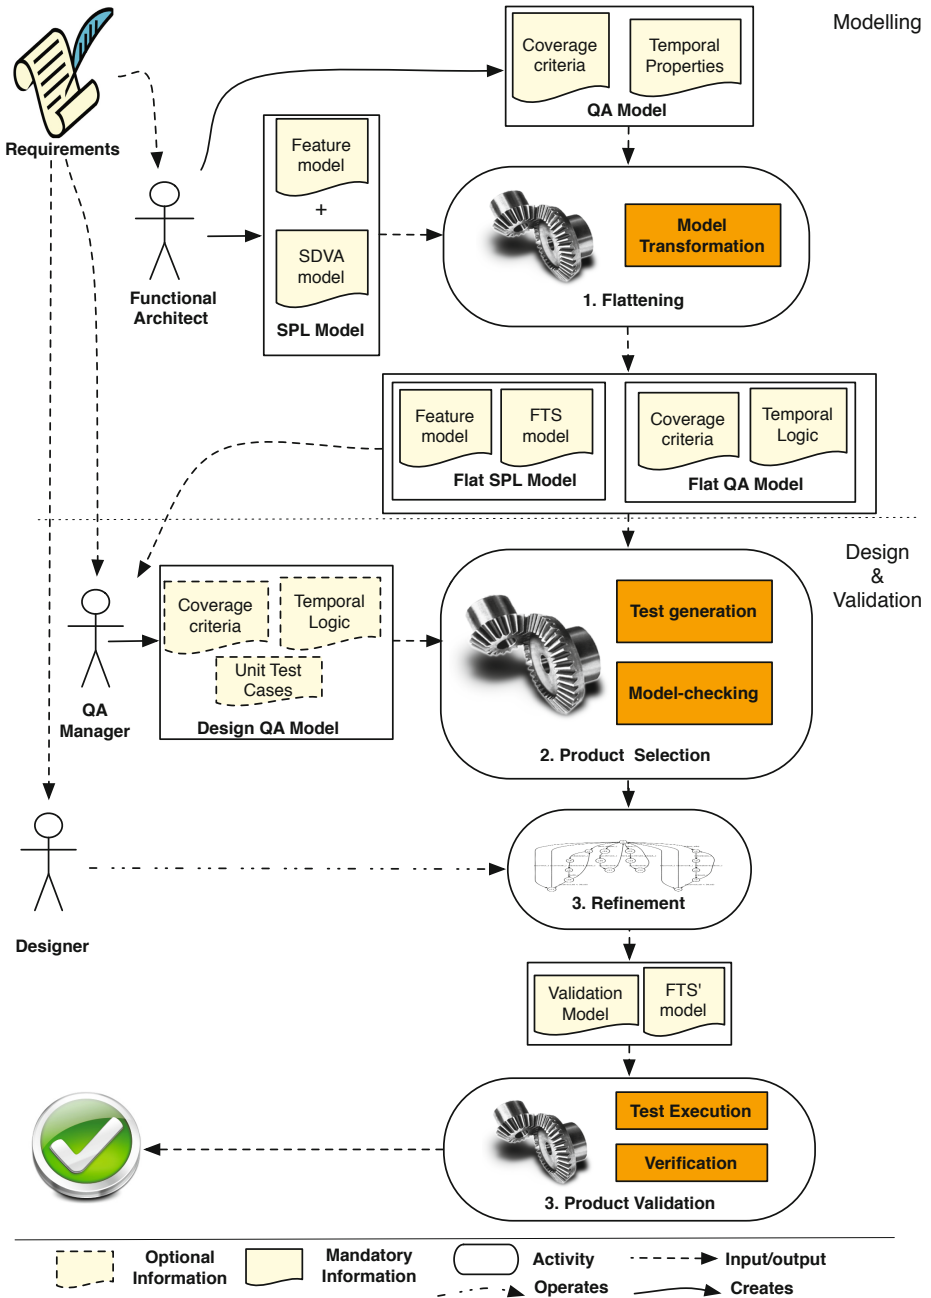 Modelling
Coverage
criteria
Temporal
Properties
QA Model
Requirements
Feature
model
+
SDVA
model
SPL Model
Functional
Architect
Model
Transformation
1. Flattening
Feature
model
FTS
model
Flat SPL Model
Coverage
criteria
Temporal
Logic
Flat QA Model
Design
&
Validation
Coverage
criteria
Temporal
Logic
Unit Test
Cases
Design QA Model
QA
Manager
Test generation
Model-checking
2. Product Selection
Designer
3. Refinement
Validation
Model
FTS'
model
Test Execution
Verification
3. Product Validation
Optional
Information
Mandatory
Information
Activity
Input/output
Operates
Creates